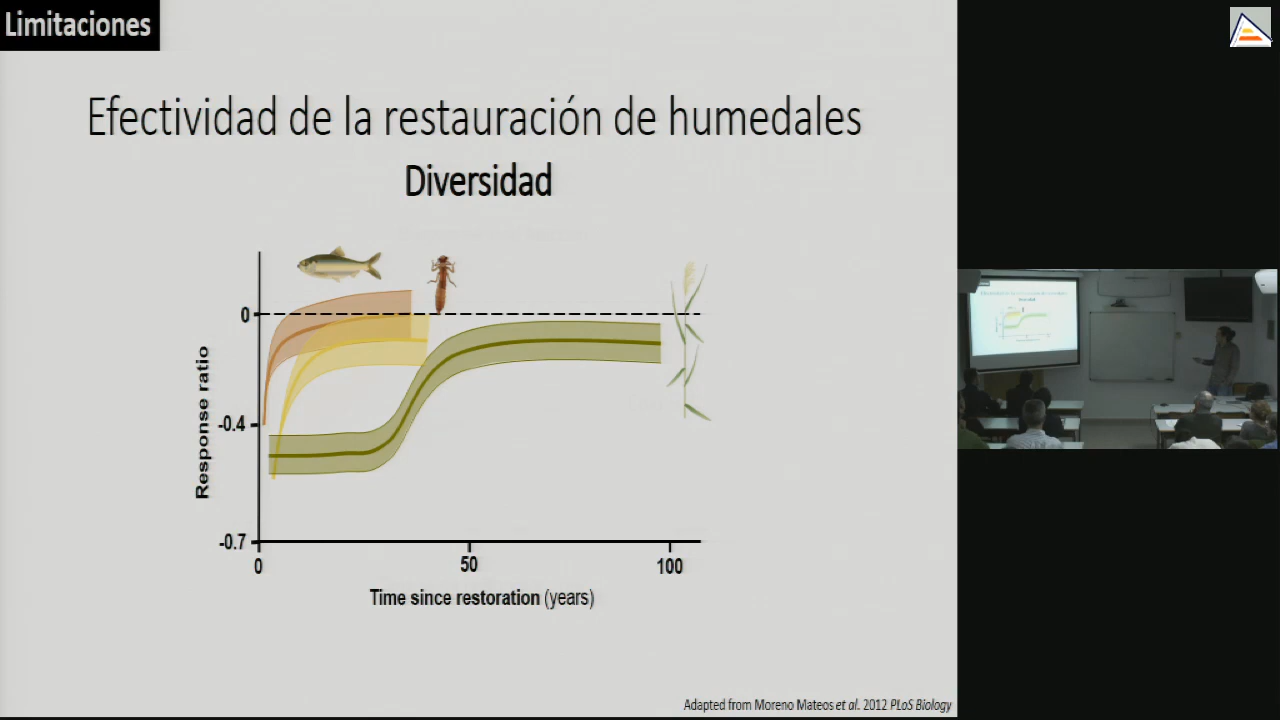 Limitaciones
Efectividad de la restauración de humedales
Diversidad
0
-0.4
-0.7
Response ratio
0
50
100
Time since restoration (years)
Adapted from Moreno Mateos et al. 2012 PLoS Biology